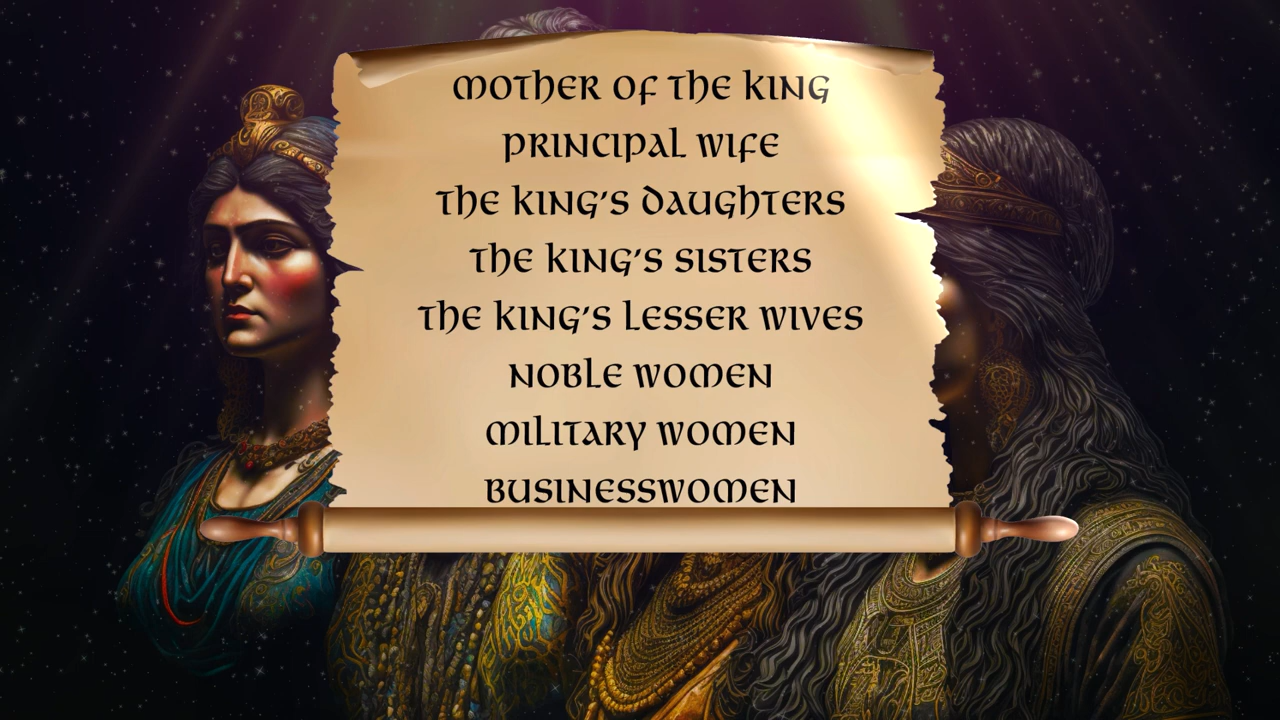 MOTHER OF THE KING
PRINCIPAL WIFE
THE KING'S DAUGHTERS
THE KING'S SISTERS
THE KING'S LESSER WIVES
NOBLE WOMEN
MILITARY WOMEN
BUSINESSWOMEN